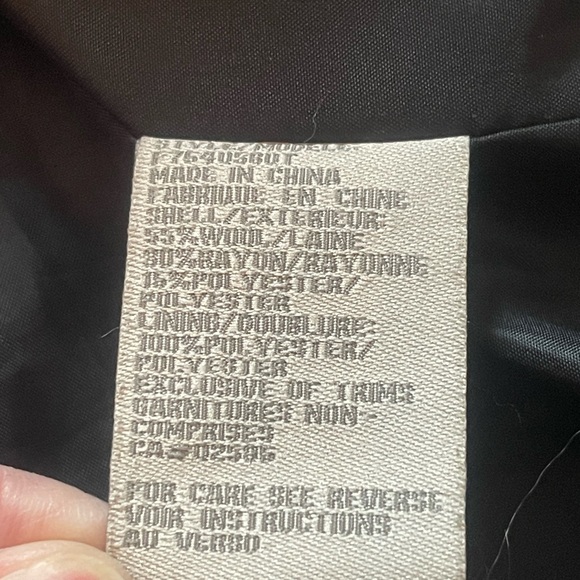 STYLE/MODELE
MADE IN CHINA
FABRIQUE EN CHINE
SHELL/EXTERIEUR:
55%WOOL/LAINE
30%RAYON/RAYONNE
15%POLYESTER/
POLYESTER
LINING/DOUBLURE:
100%POLYESTER/
POLYESTER
EXCLUSIVE OF TRIMS
GARNITURES NON-
COMPRISES
FOR CARE SEE REVERSE
VOIR INSTRUCTIONS
AU VERSO